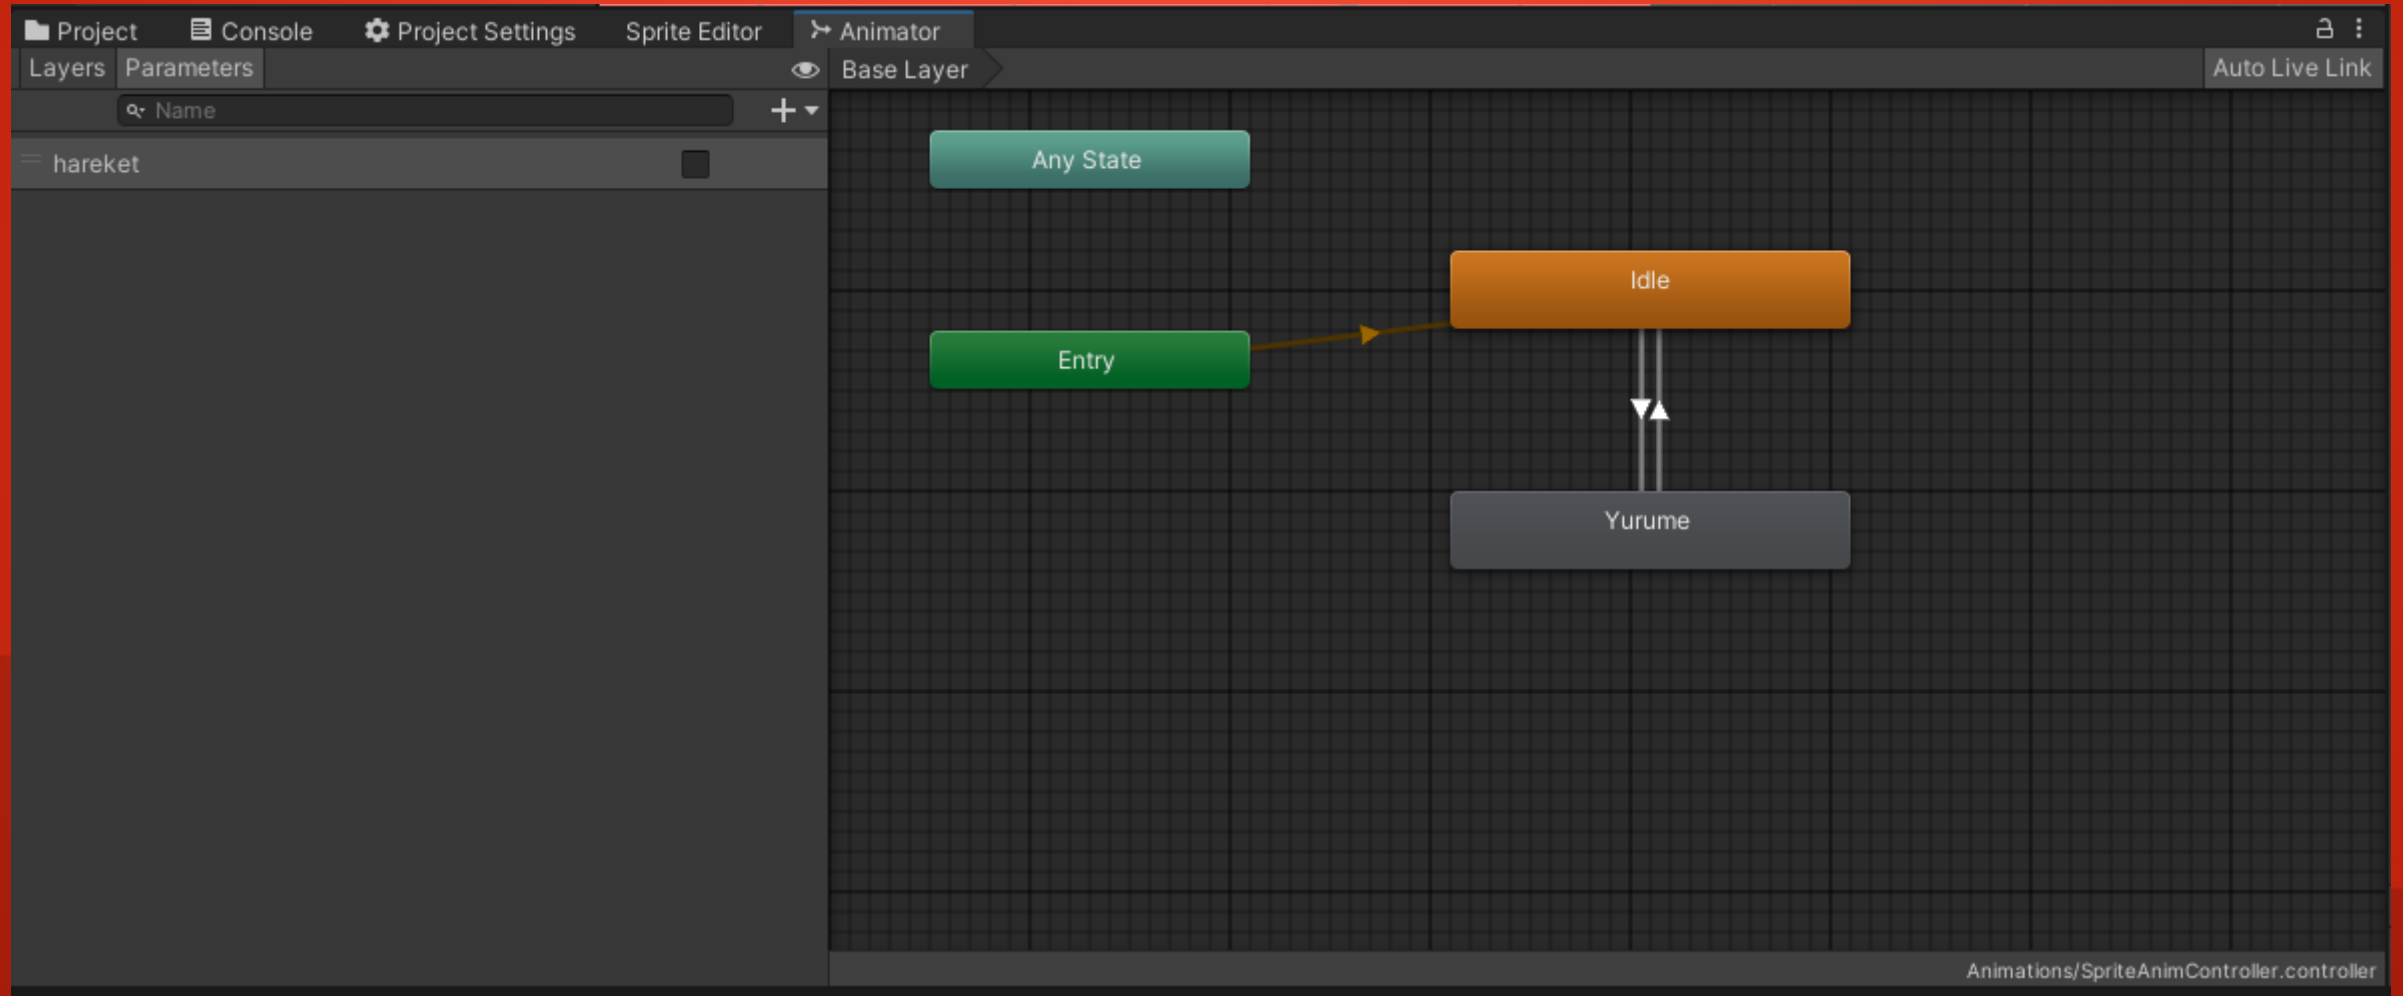 Project Console Project Settings Sprite Editor Animator
Layers Parameters Base Layer Auto Live Link
Name
hareket
Any State
Idle
Entry
Yurume
Animations/SpriteAnimController.controller